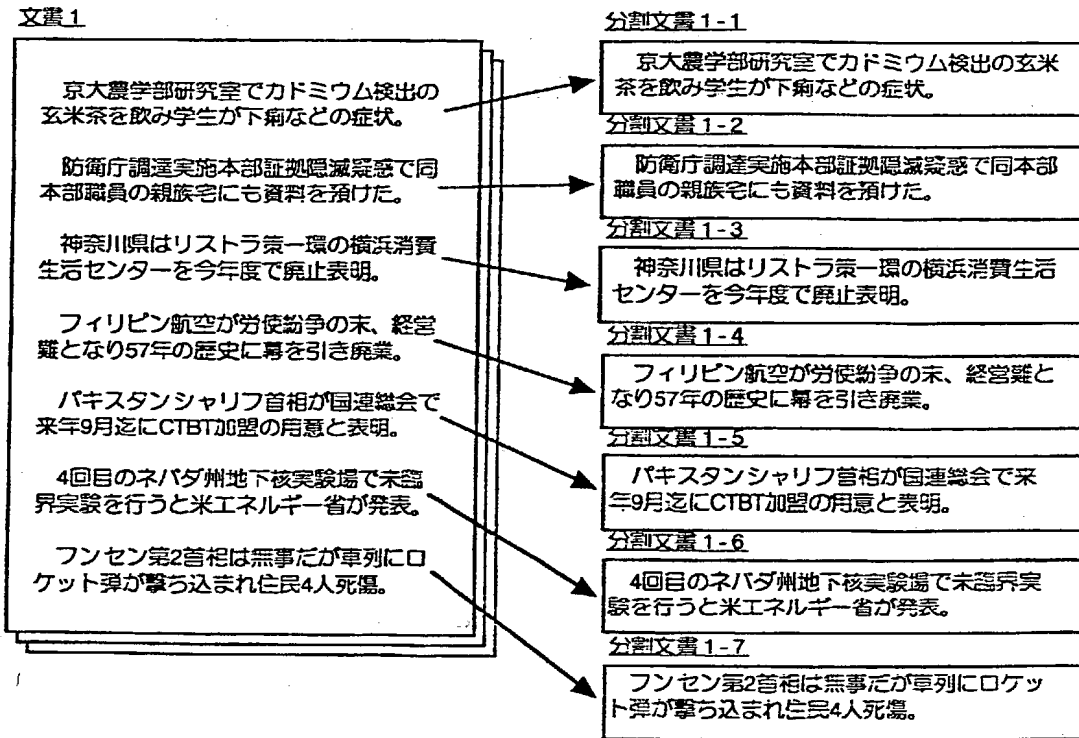 文書1
京大農学部研究室でカドミウム検出の
玄米茶を飲み学生が下痢などの症状。
防衛庁調達実施本部証拠隠滅疑惑で同
本部職員の親族宅にも資料を預けた。
神奈川県はリストラ策一環の横浜消費
生活センターを今年度で廃止表明。
フィリピン航空が労使紛争の末、経営
難となり57年の歴史に幕を引き廃業。
パキスタンシャリフ首相が国連総会で
来年9月迄にCTBT加盟の用意と表明。
4回目のネバダ州地下核実験場で未臨
界実験を行うと米エネルギー省が発表。
フンセン第2首相は無事だが車列にロ
ケット弾が撃ち込まれ住民4人死傷。
分割文書1-1
京大農学部研究室でカドミウム検出の玄米
茶を飲み学生が下痢などの症状。
分割文書1-2
防衛庁調達実施本部証拠隠滅疑惑で同本部
職員の親族宅にも資料を預けた。
分割文書1-3
神奈川県はリストラ策一環の横浜消費生活
センターを今年度で廃止表明。
分割文書1-4
フィリピン航空が労使紛争の末、経営難と
なり57年の歴史に幕を引き廃業。
分割文書1-5
パキスタンシャリフ首相が国連総会で来
年9月迄にCTBT加盟の用意と表明。
分割文書1-6
4回目のネバダ州地下核実験場で未臨界実
験を行うと米エネルギー省が発表。
分割文書1-7
フンセン第2首相は無事だが車列にロケッ
ト弾が撃ち込まれ住民4人死傷。